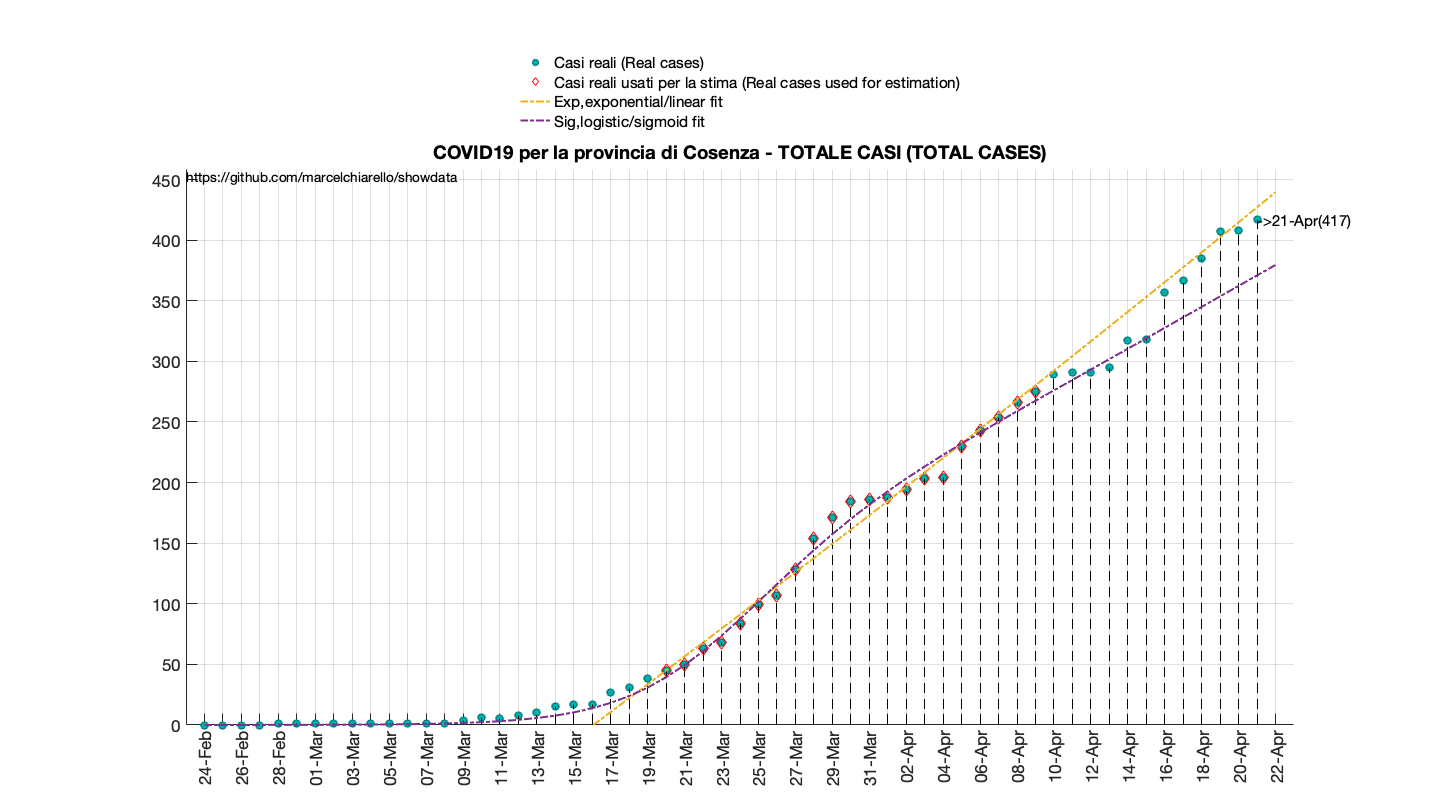 Casi reali (Real cases)
Casi reali usati per la stima (Real cases used for estimation)
Exp,exponential/linear fit
Sig,logistic/sigmoid fit
COVID19 per la provincia di Cosenza - TOTALE CASI (TOTAL CASES)
https://github.com/marcelchiarello/showdata
450
400
350
300
250
200
150
100
50
0
->21-Apr(417)
24-Feb
26-Feb
28-Feb
01-Mar
03-Mar
05-Mar
07-Mar
09-Mar
11-Mar
13-Mar
15-Mar
17-Mar
19-Mar
21-Mar
23-Mar
25-Mar
27-Mar
29-Mar
31-Mar
02-Apr
04-Apr
06-Apr
08-Apr
10-Apr
12-Apr
14-Apr
16-Apr
18-Apr
20-Apr
22-Apr